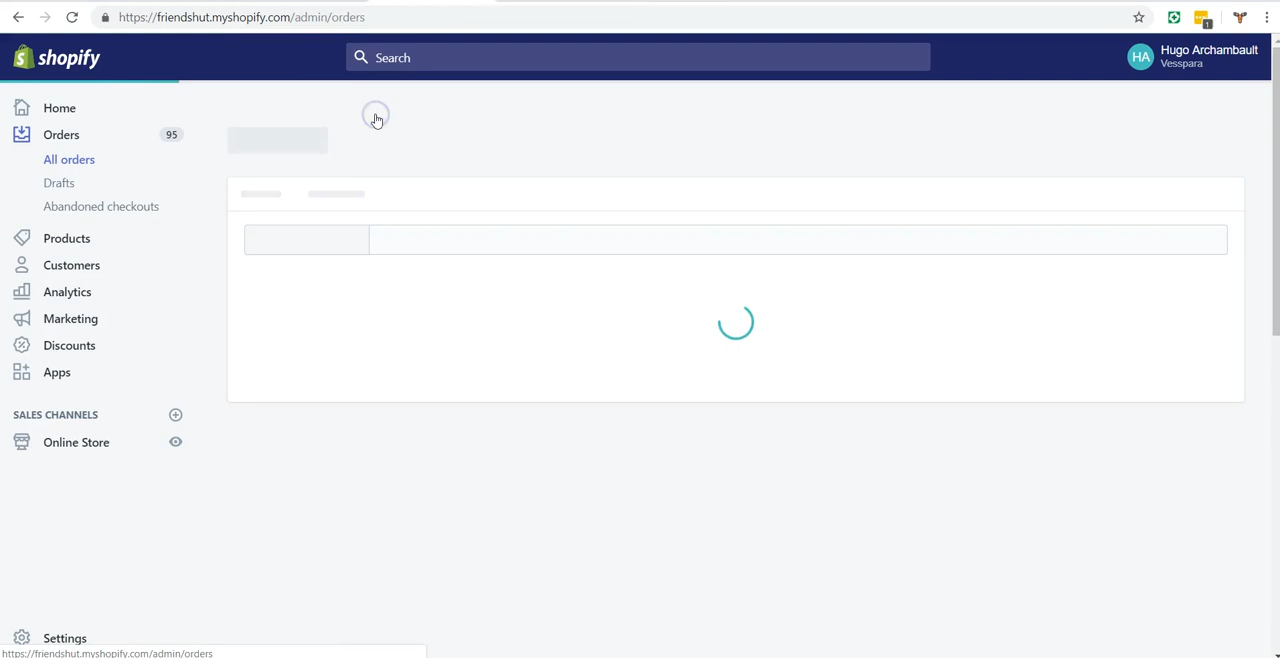 https://friendshut.myshopify.com/admin/orders
1
shopify
Search
HA
Hugo Archambault
Vesspara
Home
Orders
95
All orders
Drafts
Abandoned checkouts
Products
Customers
Analytics
Marketing
Discounts
Apps
SALES CHANNELS
Online Store
Settings
https://friendshut.myshopify.com/admin/orders